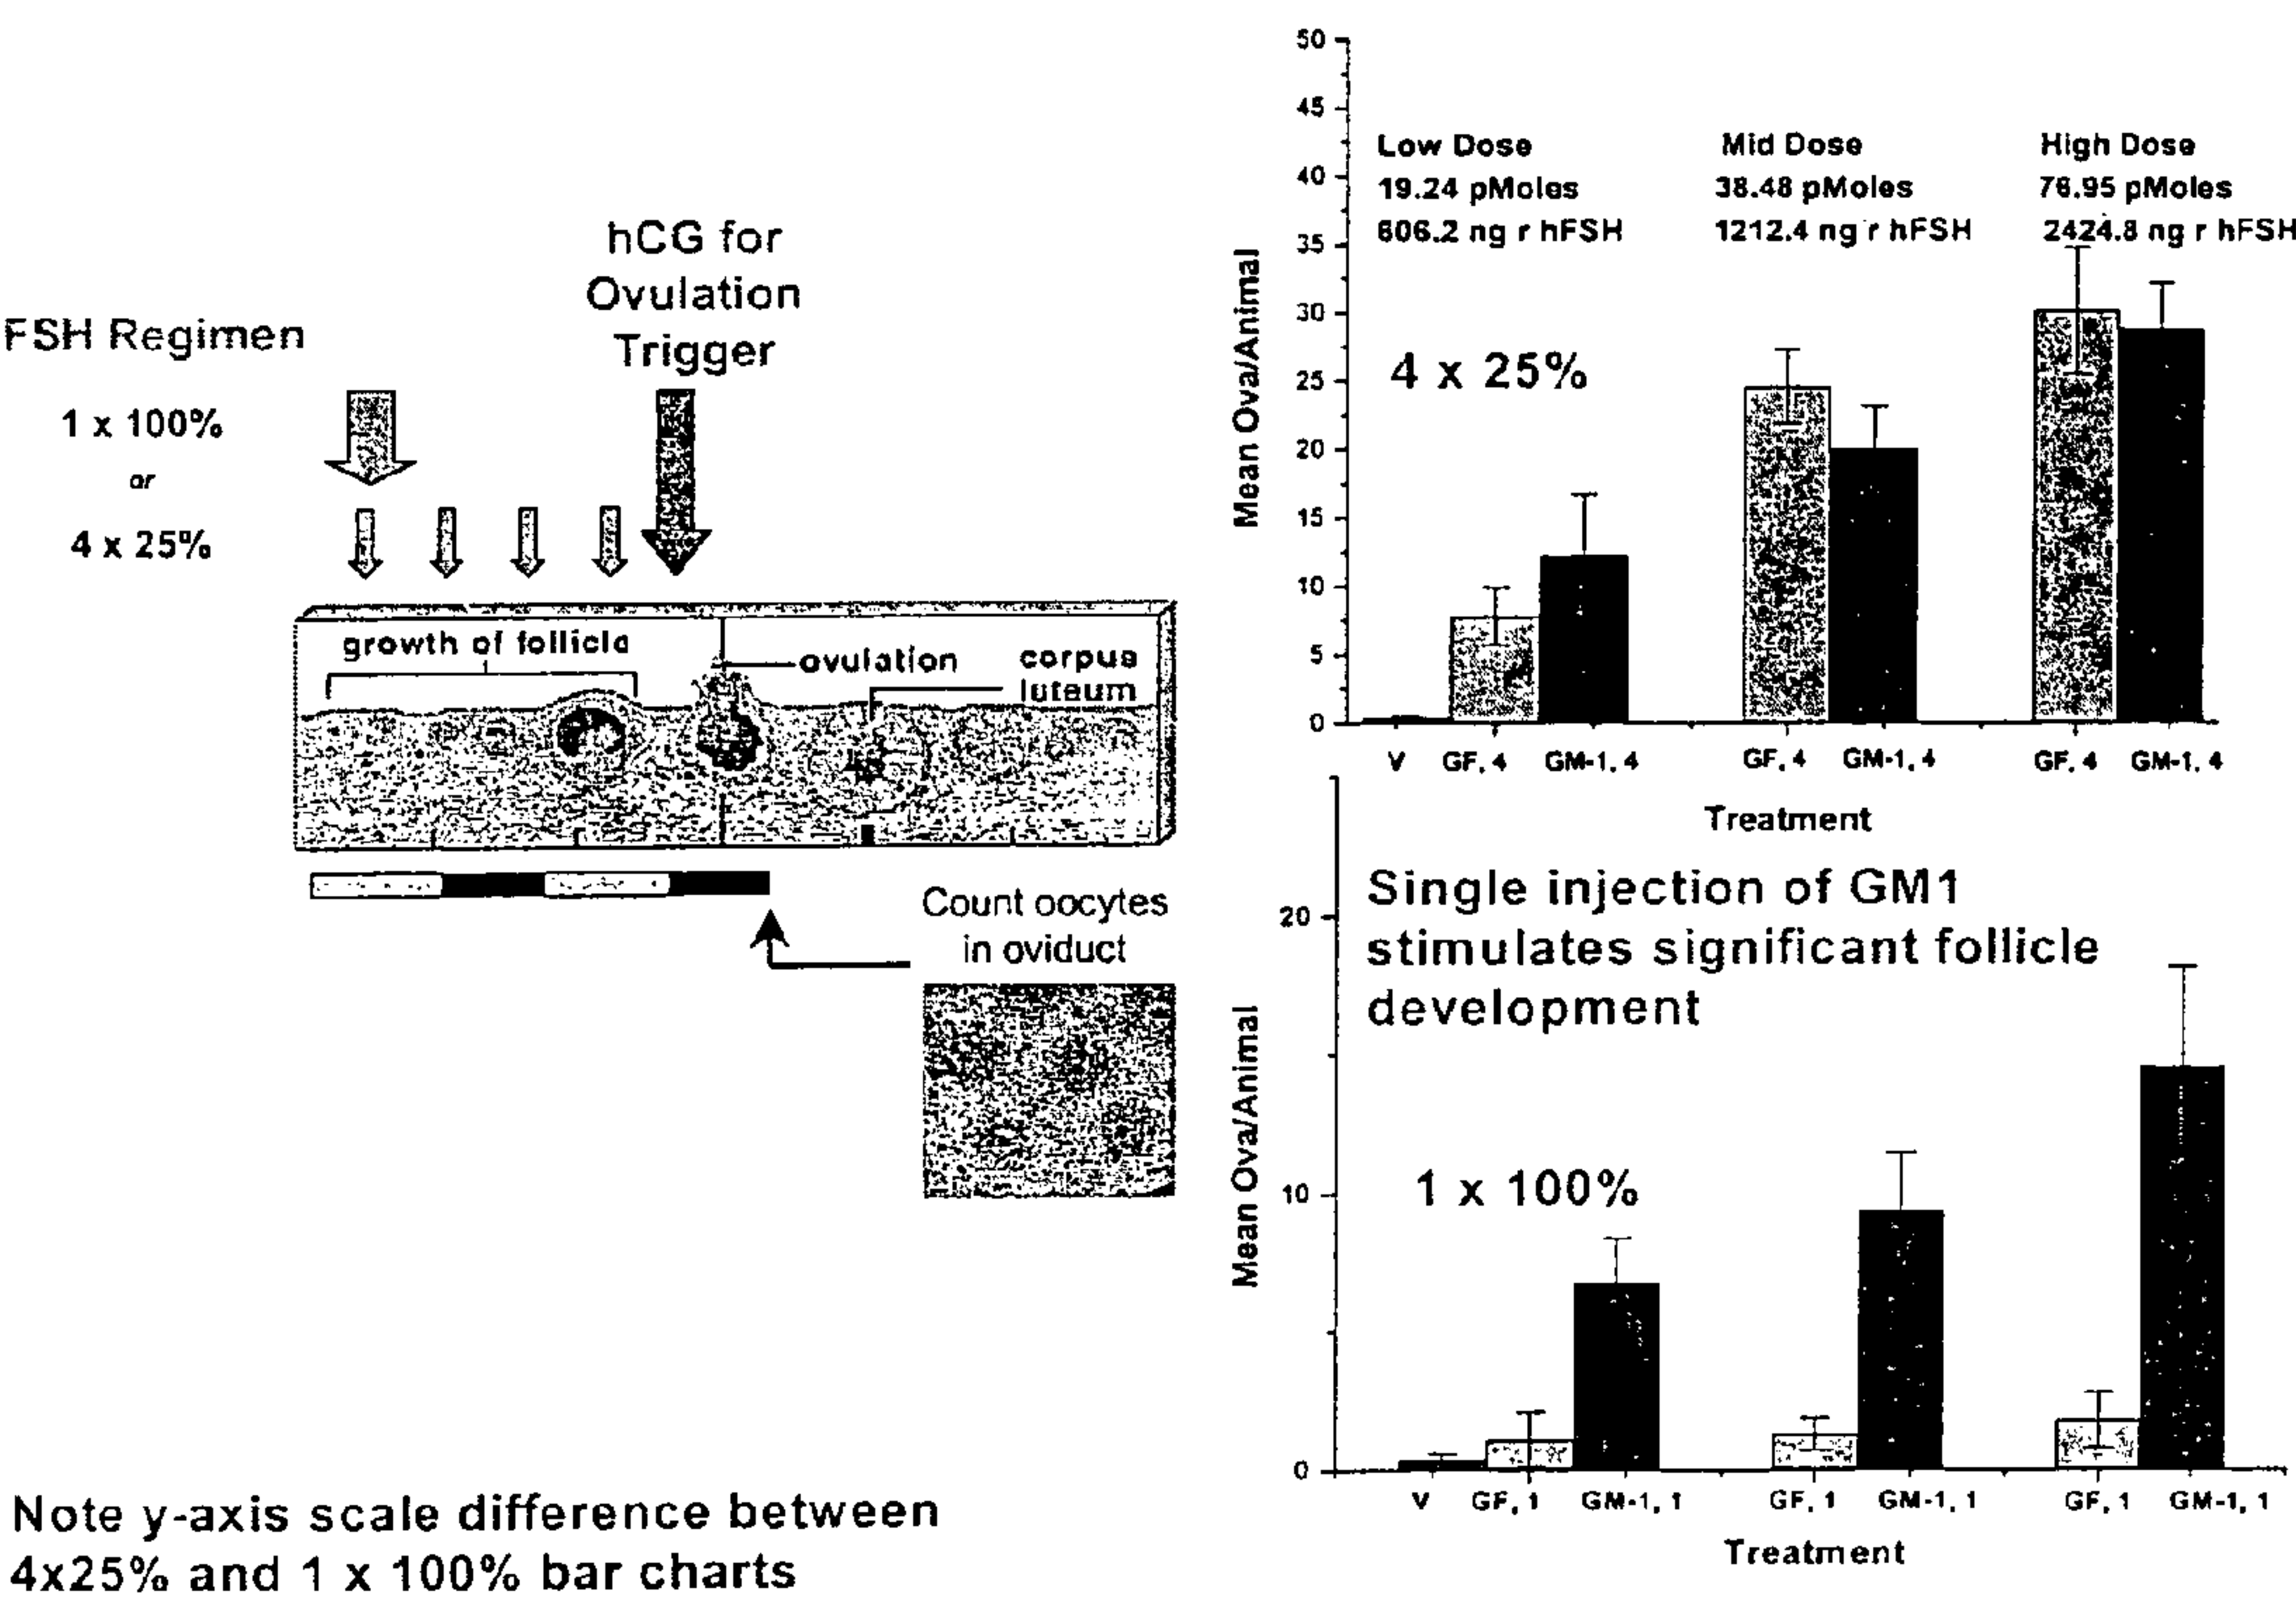 FSH Regimen
1 x 100%
or
4 x 25%
hCG for
Ovulation
Trigger
growth of follicle
ovulation
corpus
luteum
Count oocytes
in oviduct
Note y-axis scale difference between
4x25% and 1 x 100% bar charts
Mean Ova/Animal
50
45
40
35
30
25
20
15
10
5
0
Low Dose
19.24 pMoles
606.2 ng r hFSH
Mid Dose
38.48 pMoles
1212.4 ng r hFSH
High Dose
76.95 pMoles
2424.8 ng r hFSH
4 x 25%
V GF, 4 GM-1, 4 GF, 4 GM-1, 4 GF, 4 GM-1, 4
Treatment
Mean Ova/Animal
20
10
0
Single injection of GM1
stimulates significant follicle
development
1 x 100%
V GF, 1 GM-1, 1 GF, 1 GM-1, 1 GF, 1 GM-1, 1
Treatment